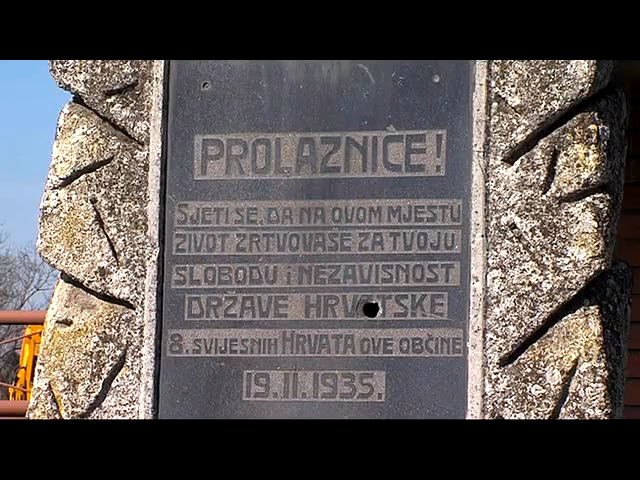 PROLAZNIČE!
SJETI SE, DA NA OVOM MJESTU
ŽIVOT ŽRTVOVAŠE ZA TVOJU
SLOBODU i NEZAVISNOST
DRŽAVE HRVATSKE
8. SVIJESNIH HRVATA OVE OBĆINE
19.II.1935.